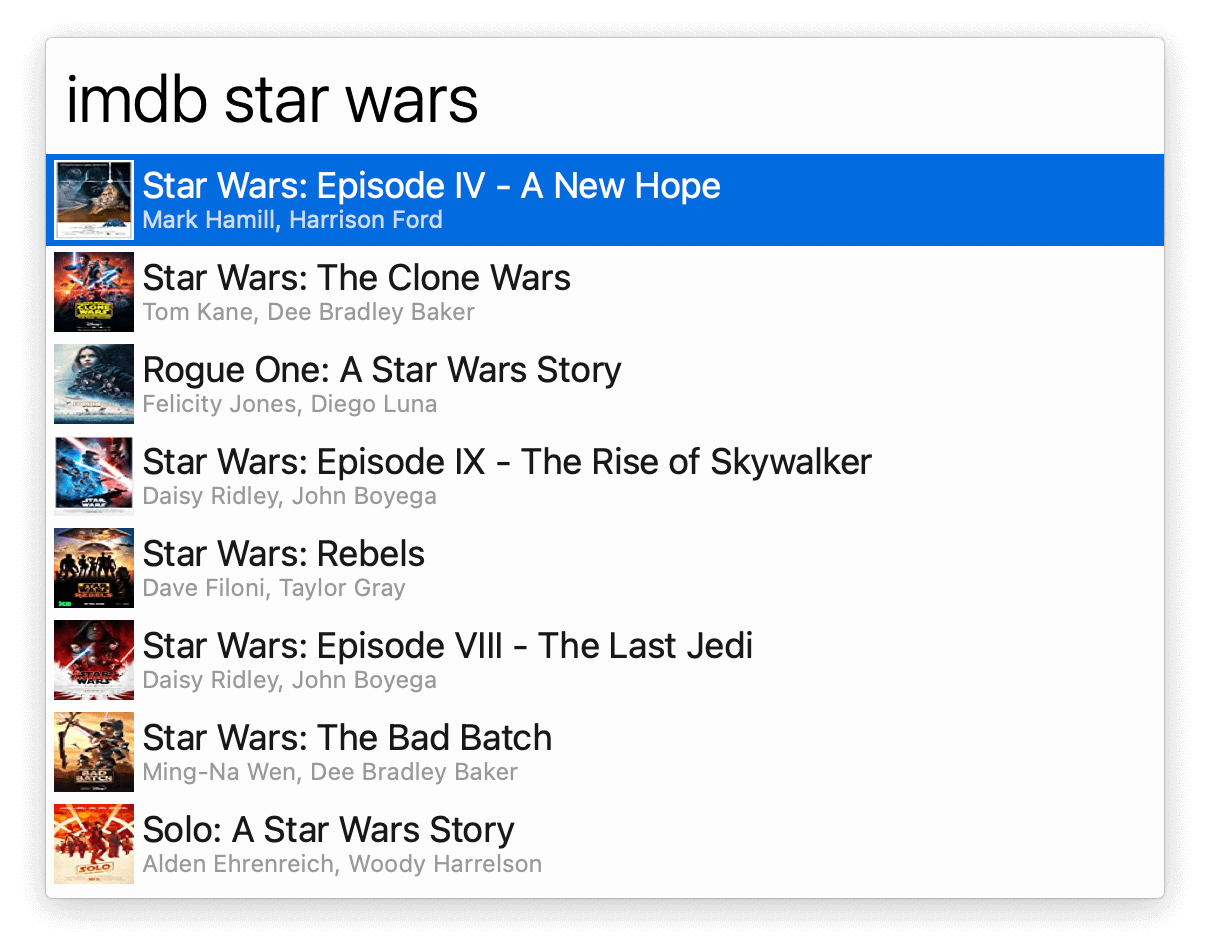 imdb star wars
Star Wars: Episode IV - A New Hope
Mark Hamill, Harrison Ford
Star Wars: The Clone Wars
Tom Kane, Dee Bradley Baker
Rogue One: A Star Wars Story
Felicity Jones, Diego Luna
Star Wars: Episode IX - The Rise of Skywalker
Daisy Ridley, John Boyega
Star Wars: Rebels
Dave Filoni, Taylor Gray
Star Wars: Episode VIII - The Last Jedi
Daisy Ridley, John Boyega
Star Wars: The Bad Batch
Ming-Na Wen, Dee Bradley Baker
Solo: A Star Wars Story
SOLO
Alden Ehrenreich, Woody Harrelson